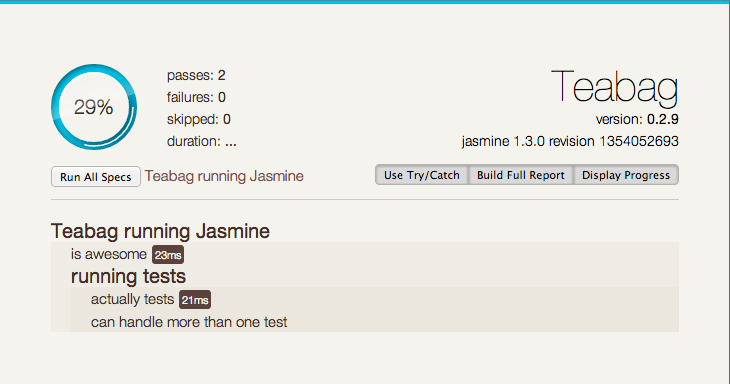 29%
passes: 2
failures: 0
skipped: 0
duration: ...
Teabag
version: 0.2.9
jasmine 1.3.0 revision 1354052693
Run All Specs Teabag running Jasmine
Use Try/Catch Build Full Report Display Progress
Teabag running Jasmine
is awesome 23ms
running tests
actually tests 21ms
can handle more than one test